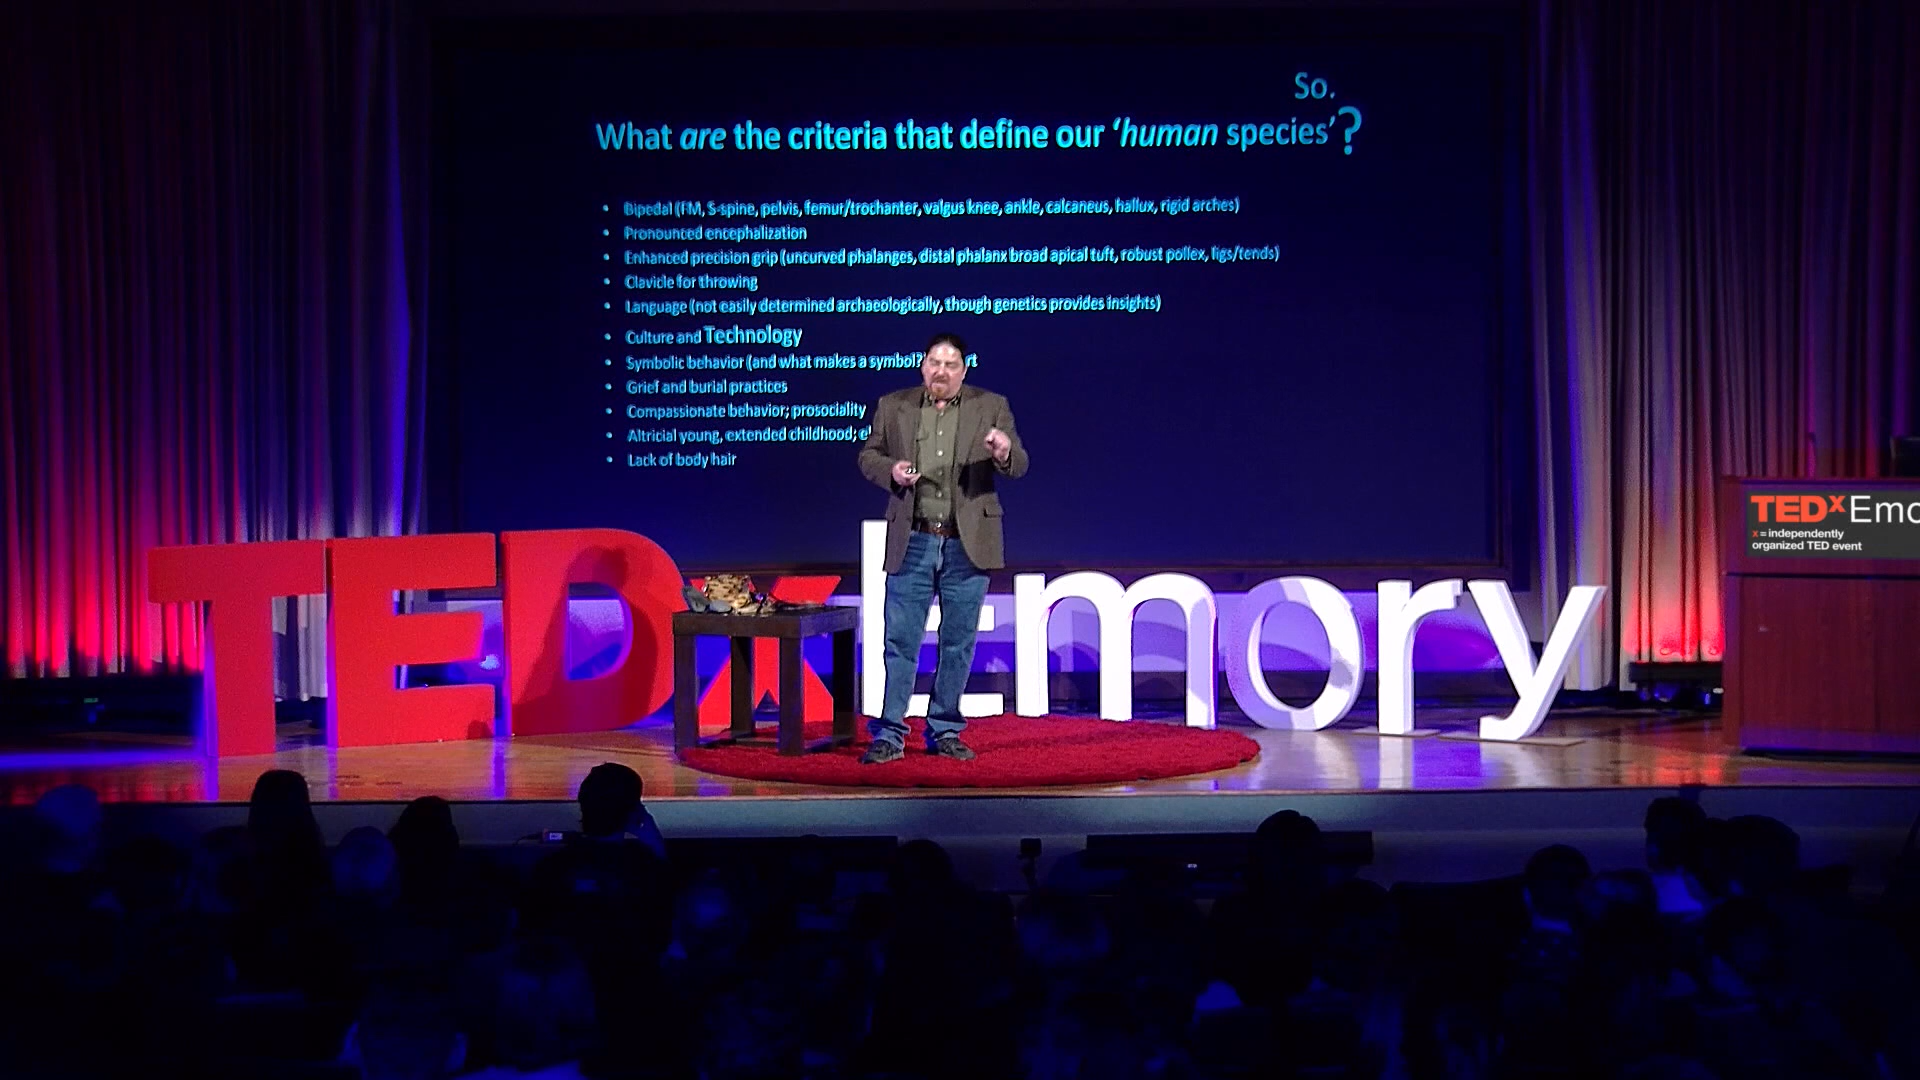 So.
What are the criteria that define our ‘human species’?
• Bipedal (FM, S-spine, pelvis, femur/trochanter, valgus knee, ankle, calcaneus, hallux, rigid arches)
• Pronounced encephalization
• Enhanced precision grip (uncurved phalanges, distal phalanx broad apical tuft, robust pollex, ligs/tends)
• Clavicle for throwing
• Language (not easily determined archaeologically, though genetics provides insights)
• Culture and Technology
• Symbolic behavior (and what makes a symbol?
• Grief and burial practices
• Compassionate behavior; prosociality
• Altricial young, extended childhood;
• Lack of body hair
TEDxEmory
TEDxEmo
x = independently
organized TED event